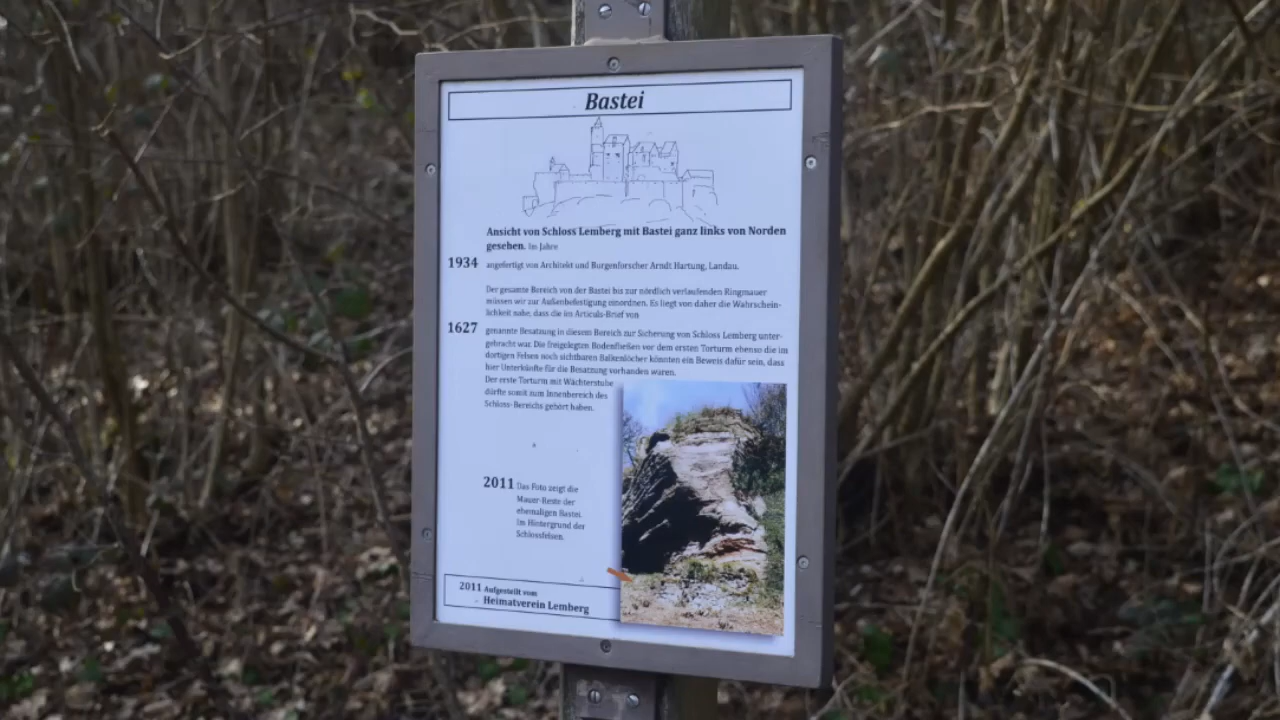 Bastei
Ansicht von Schloss Lemberg mit Bastei ganz links von Norden
gesehen. Im Jahre
1934 angefertigt von Architekt und Burgenforscher Arndt Hartung, Landau.
Der gesamte Bereich von der Bastei bis zur nördlich verlaufenden Ringmauer
müssen wir zur Außenbefestigung einordnen. Es liegt von daher die Wahrschein-
lichkeit nahe, dass die im Articuls-Brief von
1627 genannte Besatzung in diesem Bereich zur Sicherung von Schloss Lemberg unter-
gebracht war. Die freigelegten Bodenfließen vor dem ersten Torturm ebenso die im
dortigen Felsen noch sichtbaren Balkenlöcher könnten ein Beweis dafür sein, dass
hier Unterkünfte für die Besatzung vorhanden waren.
Der erste Torturm mit Wächterstube
dürfte somit zum Innenbereich des
Schloss-Bereichs gehört haben.
2011 Das Foto zeigt die
Mauer-Reste der
ehemaligen Bastei.
Im Hintergrund der
Schlossfelsen.
2011 Aufgestellt vom
Heimatverein Lemberg